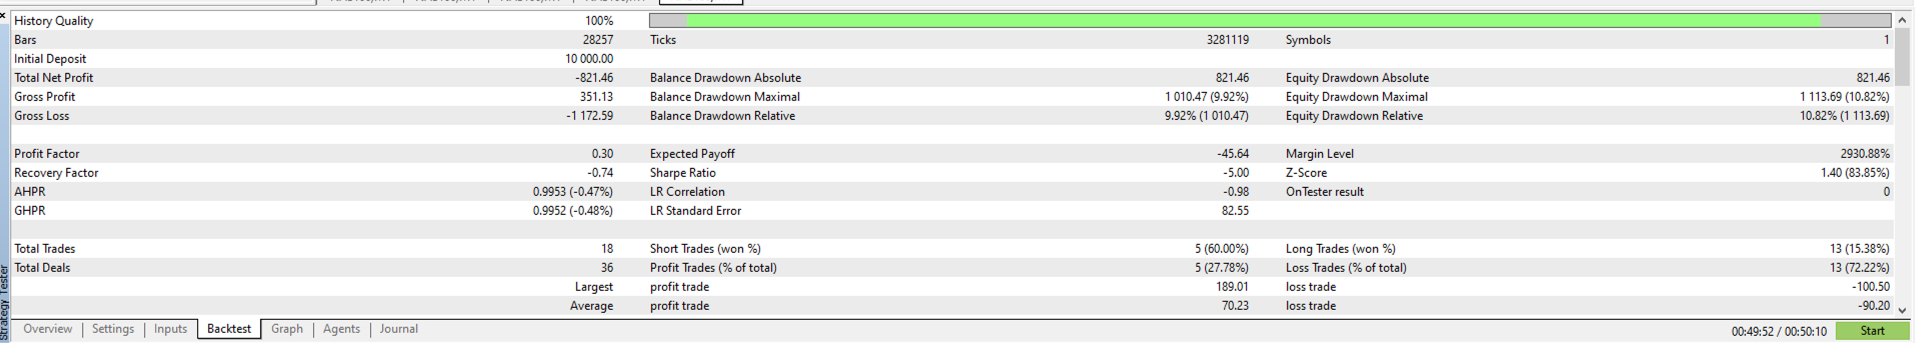 History Quality 100%
Bars 28257 Ticks 3281119 Symbols 1
Initial Deposit 10 000.00
Total Net Profit -821.46 Balance Drawdown Absolute 821.46 Equity Drawdown Absolute 821.46
Gross Profit 351.13 Balance Drawdown Maximal 1 010.47 (9.92%) Equity Drawdown Maximal 1 113.69 (10.82%)
Gross Loss -1 172.59 Balance Drawdown Relative 9.92% (1 010.47) Equity Drawdown Relative 10.82% (1 113.69)
Profit Factor 0.30 Expected Payoff -45.64 Margin Level 2930.88%
Recovery Factor -0.74 Sharpe Ratio -5.00 Z-Score 1.40 (83.85%)
AHPR 0.9953 (-0.47%) LR Correlation -0.98 OnTester result 0
GHPR 0.9952 (-0.48%) LR Standard Error 82.55
Total Trades 18 Short Trades (won %) 5 (60.00%) Long Trades (won %) 13 (15.38%)
Total Deals 36 Profit Trades (% of total) 5 (27.78%) Loss Trades (% of total) 13 (72.22%)
Largest profit trade 189.01 loss trade -100.50
Average profit trade 70.23 loss trade -90.20
Strategy Tester
Overview Settings Inputs Backtest Graph Agents Journal 00:49:52 / 00:50:10 Start